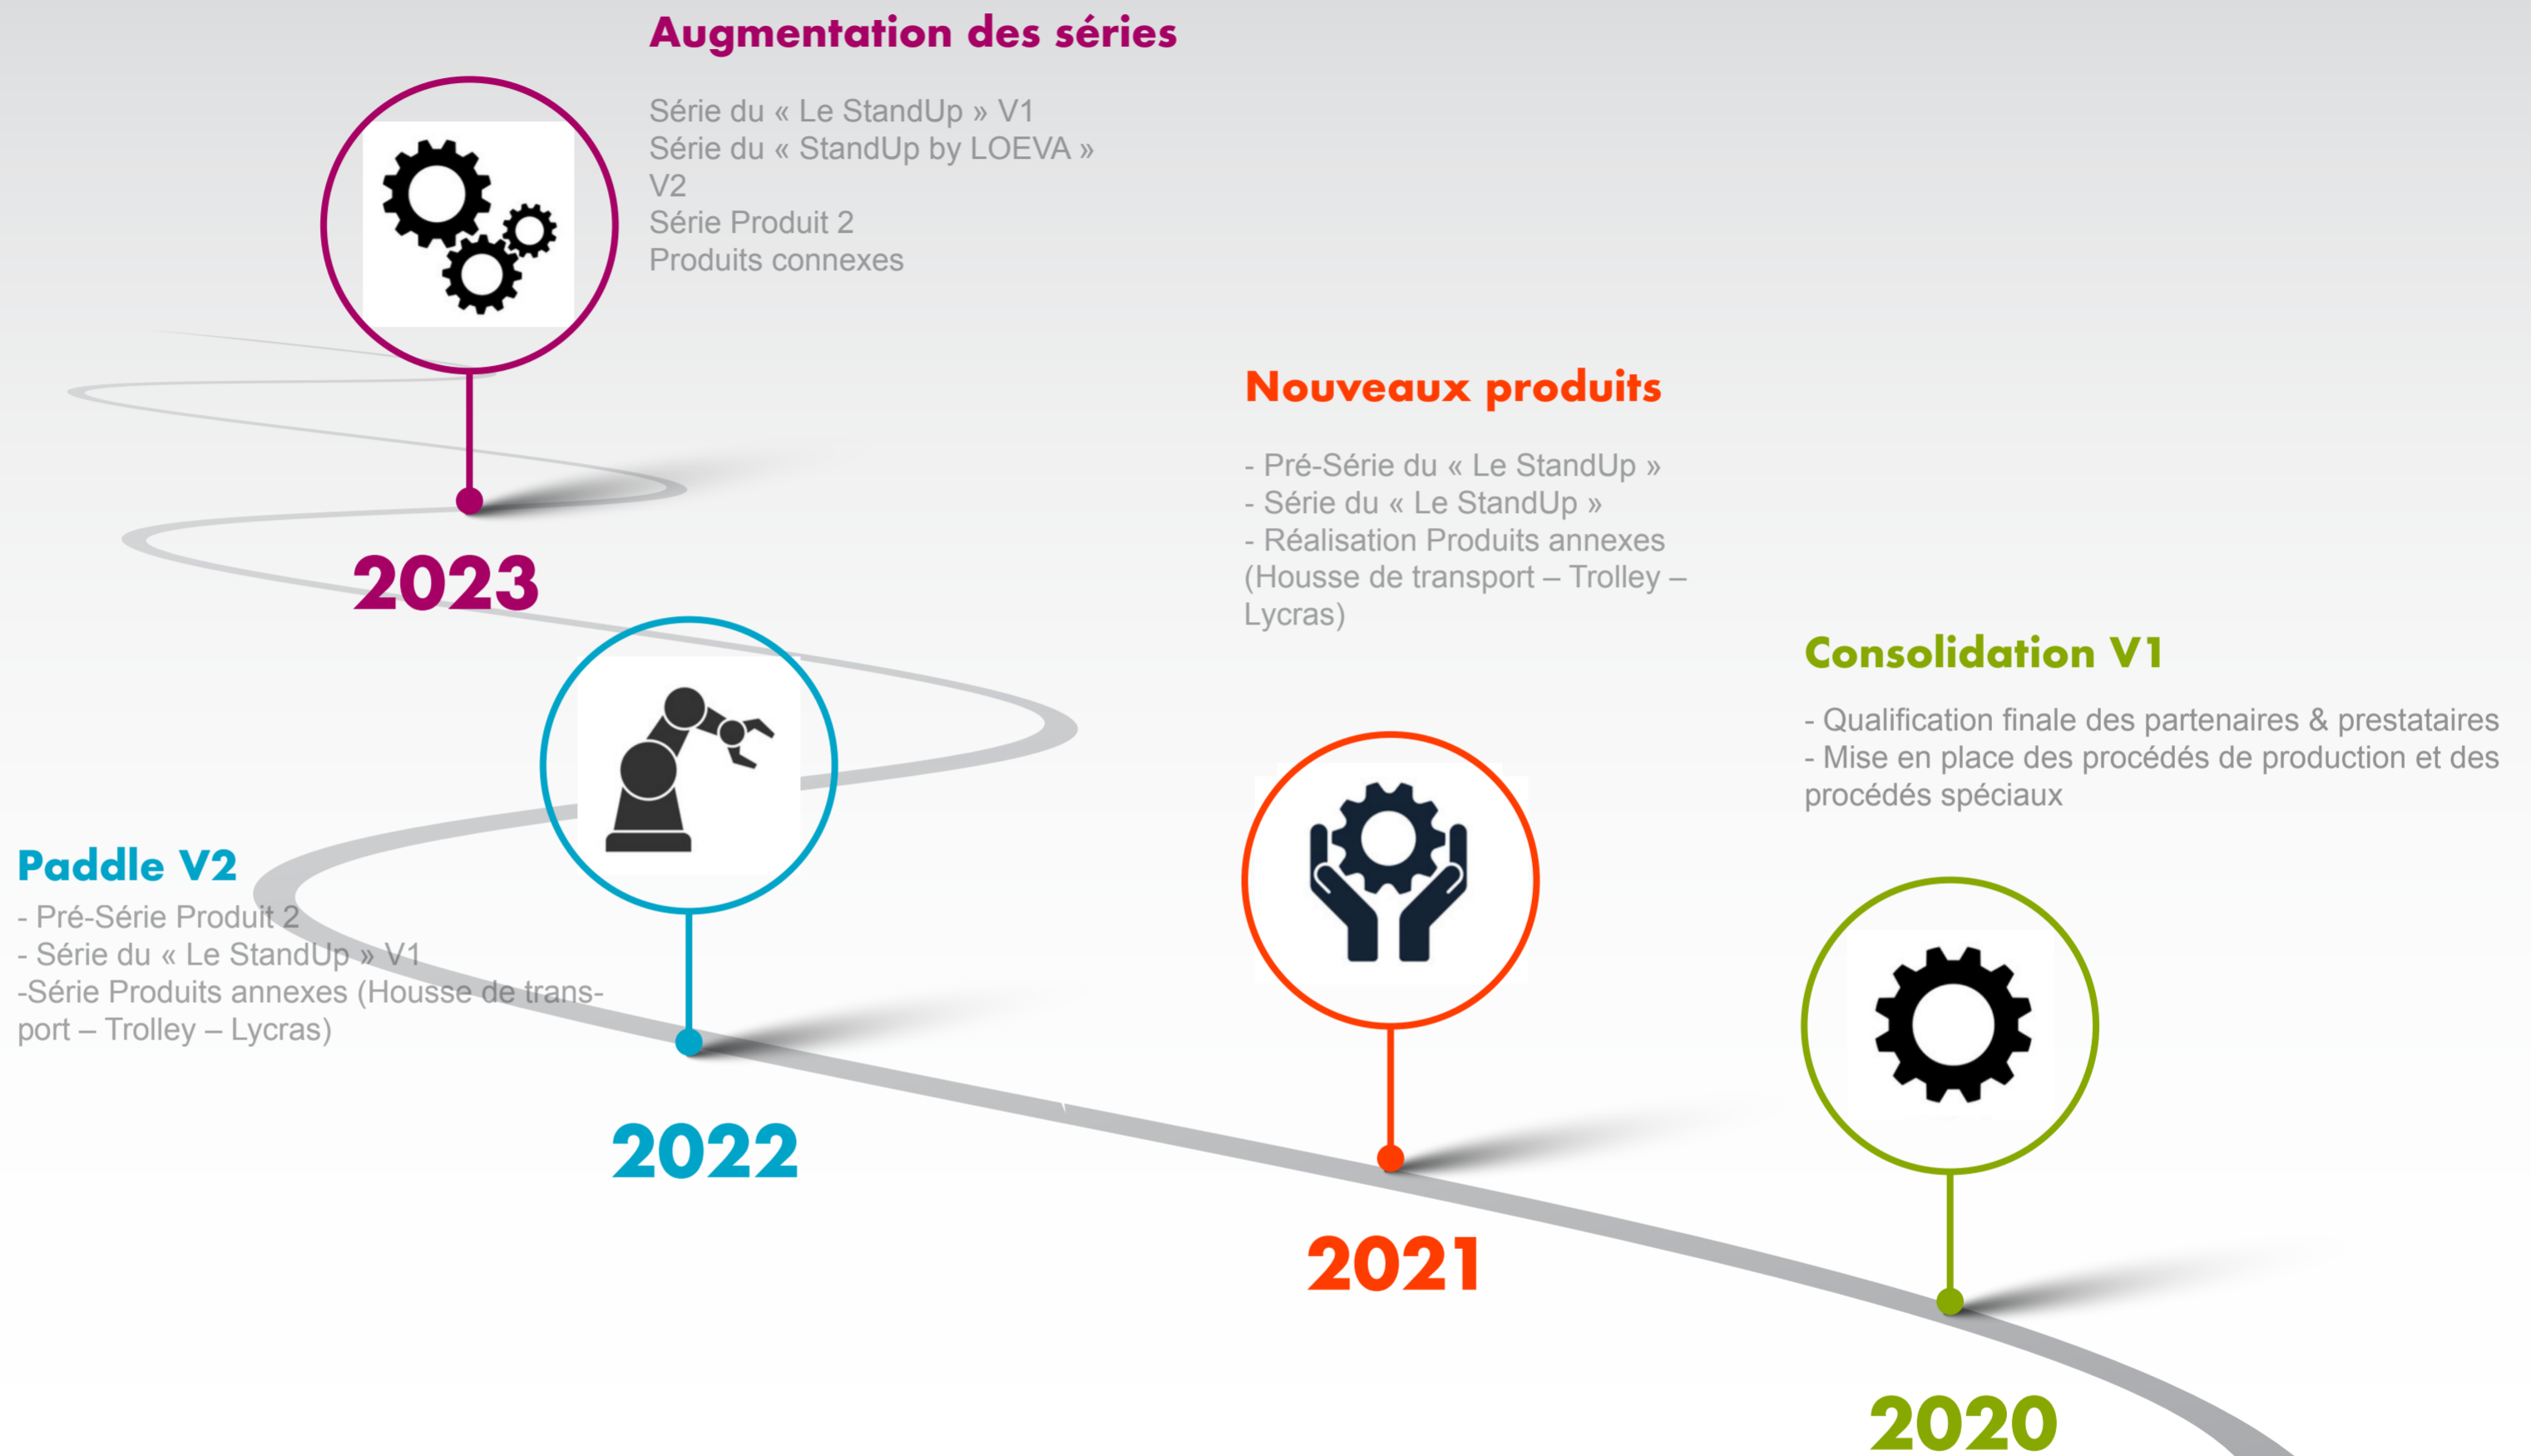 Augmentation des séries
Série du « Le StandUp » V1
Série du « StandUp by LOEVA »
V2
Série Produit 2
Produits connexes
2023
Nouveaux produits
- Pré-Série du « Le StandUp »
- Série du « Le StandUp »
- Réalisation Produits annexes
(Housse de transport – Trolley –
Lycras)
2021
Consolidation V1
- Qualification finale des partenaires & prestataires
- Mise en place des procédés de production et des
procédés spéciaux
2020
Paddle V2
- Pré-Série Produit 2
- Série du « Le StandUp » V1
-Série Produits annexes (Housse de trans-
port – Trolley – Lycras)
2022